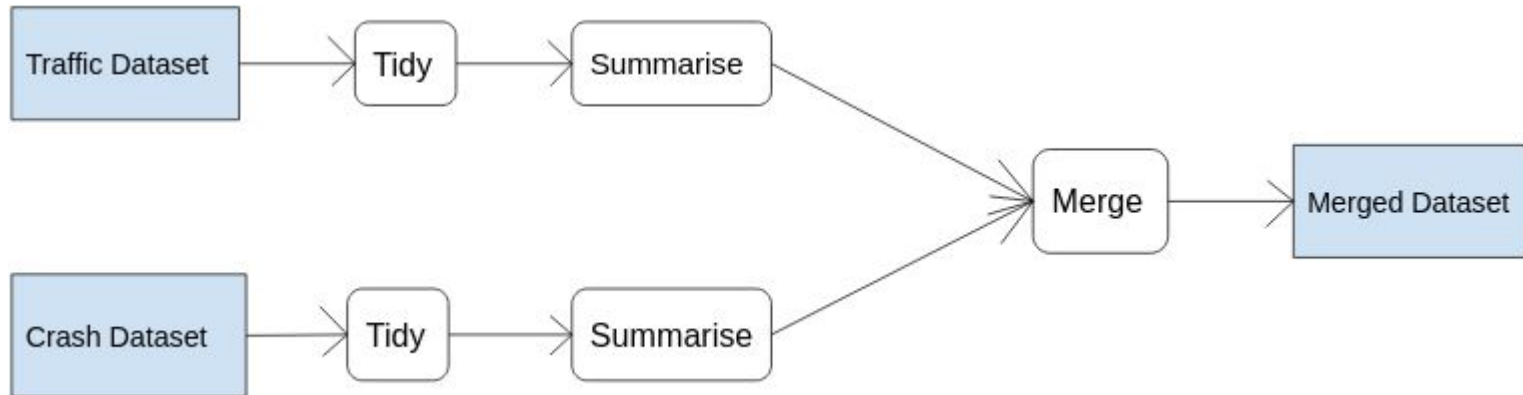 Traffic Dataset
Tidy
Summarise
Merge
Merged Dataset
Crash Dataset
Tidy
Summarise